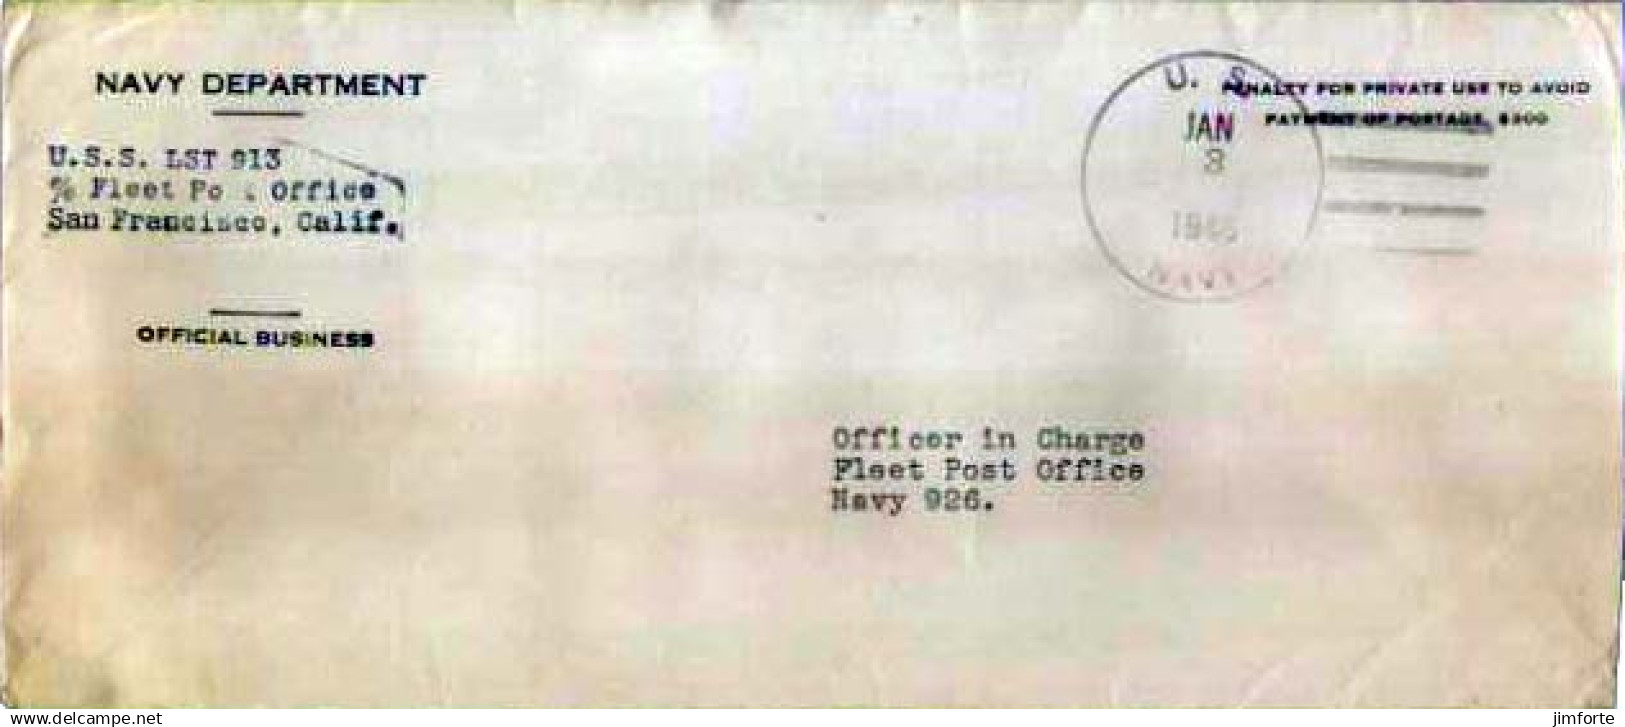 NAVY DEPARTMENT
U.S.S. LST 913
% Fleet Po . Office
San Francisco, Calif.
OFFICIAL BUSINESS
U. S.
JAN
3
NAVY
PENALTY FOR PRIVATE USE TO AVOID
PAYMENT OF POSTAGE, $300
Officer in Charge
Fleet Post Office
Navy 926.
www.delcampe.net
jimforte